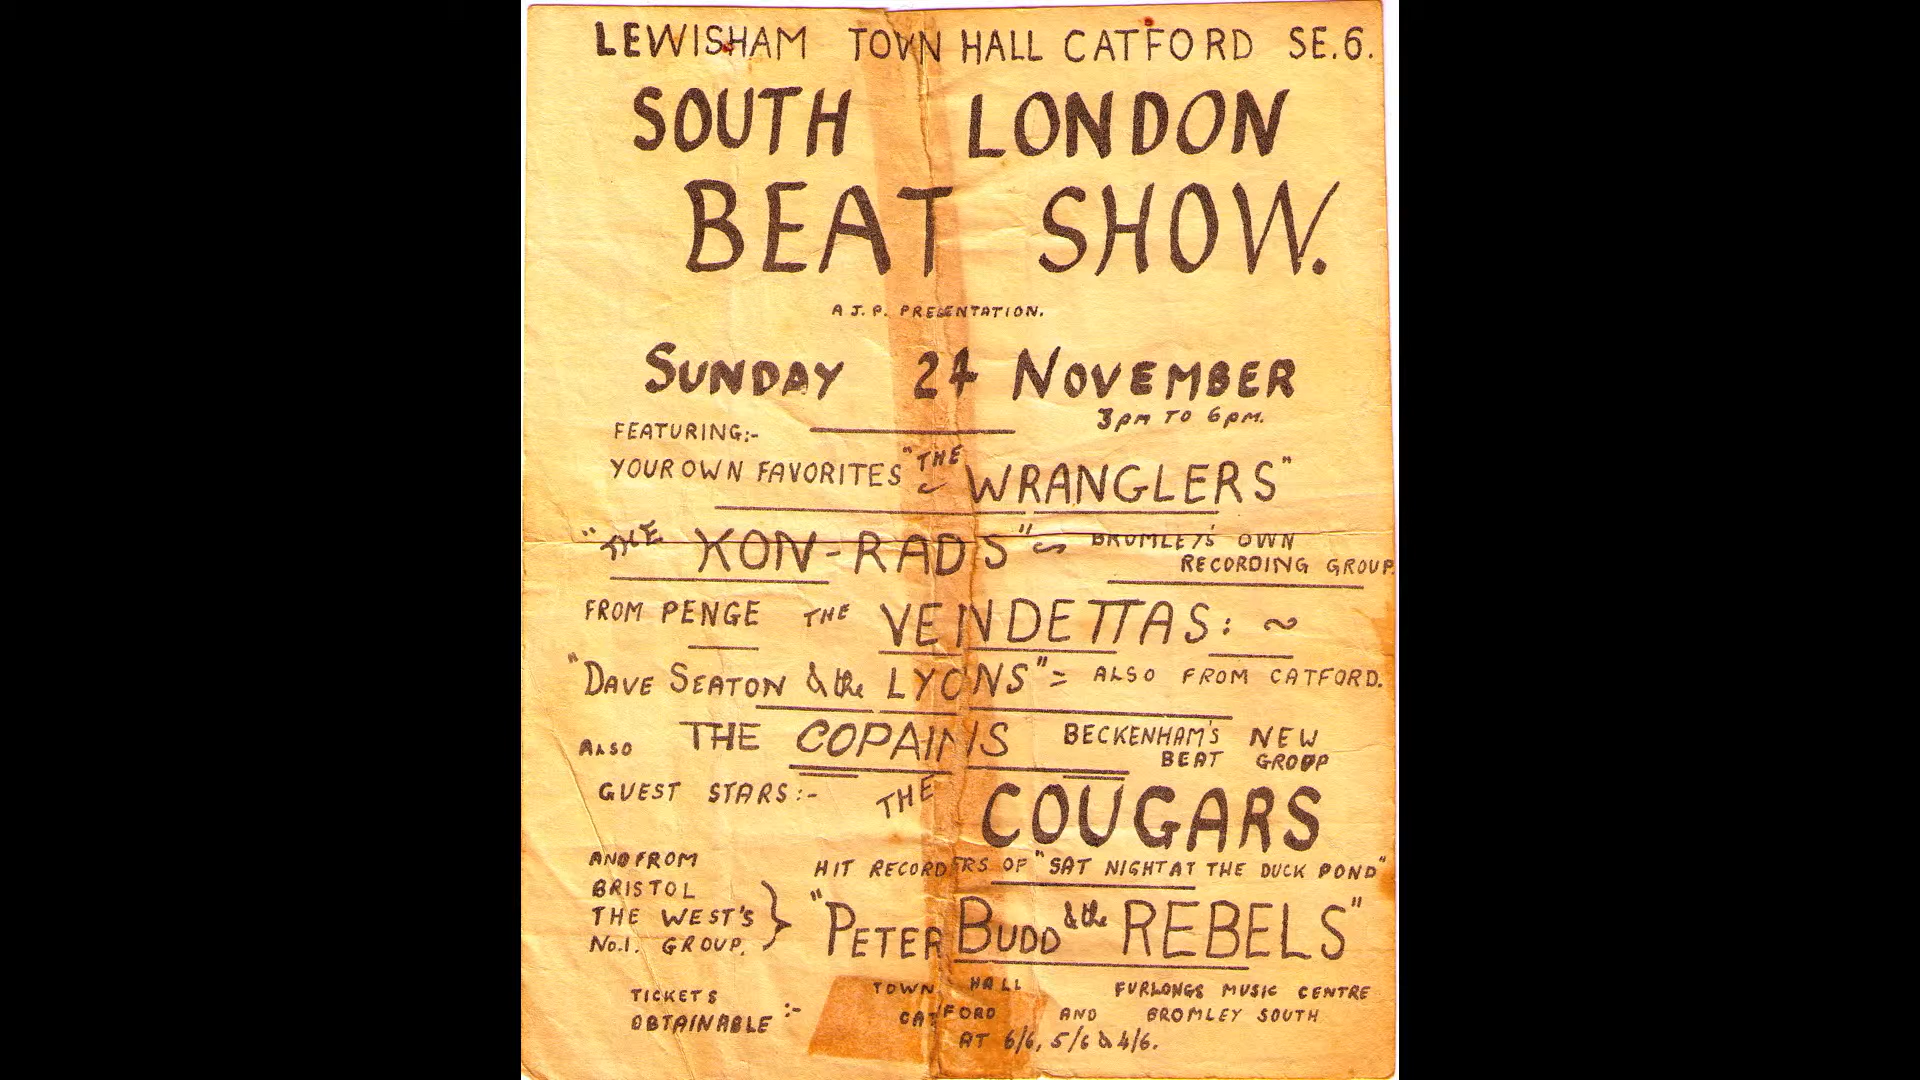 LEWISHAM TOWN HALL CATFORD SE.6.
SOUTH LONDON
BEAT SHOW.
A J.P. PRESENTATION.
SUNDAY 24 NOVEMBER
3PM TO 6PM.
FEATURING:-
YOUR OWN FAVORITES "THE WRANGLERS"
"THE KON-RADS" ~ BROMLEY'S OWN
RECORDING GROUP.
FROM PENGE THE VENDETTAS: ~
"DAVE SEATON & the LYONS" = ALSO FROM CATFORD.
ALSO THE COPAINS BECKENHAM'S NEW
BEAT GROOP
GUEST STARS:- THE COUGARS
HIT RECORDERS OF "SAT NIGHT AT THE DUCK POND"
AND FROM
BRISTOL
THE WEST'S
No.1. GROUP. } "PETER BUDD & the REBELS"
TICKETS
OBTAINABLE :-
TOWN HALL
CATFORD AND
FURLONGS MUSIC CENTRE
BROMLEY SOUTH
AT 6/6, 5/6 & 4/6.